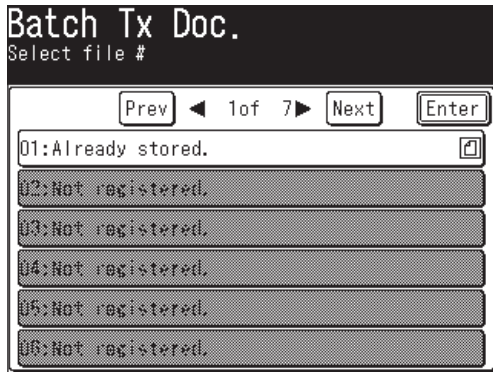 Batch Tx Doc.
Select file #
Prev ◀ 1of 7▶ Next Enter
01:Already stored.
02:Not registered.
03:Not registered.
04:Not registered.
05:Not registered.
06:Not registered.